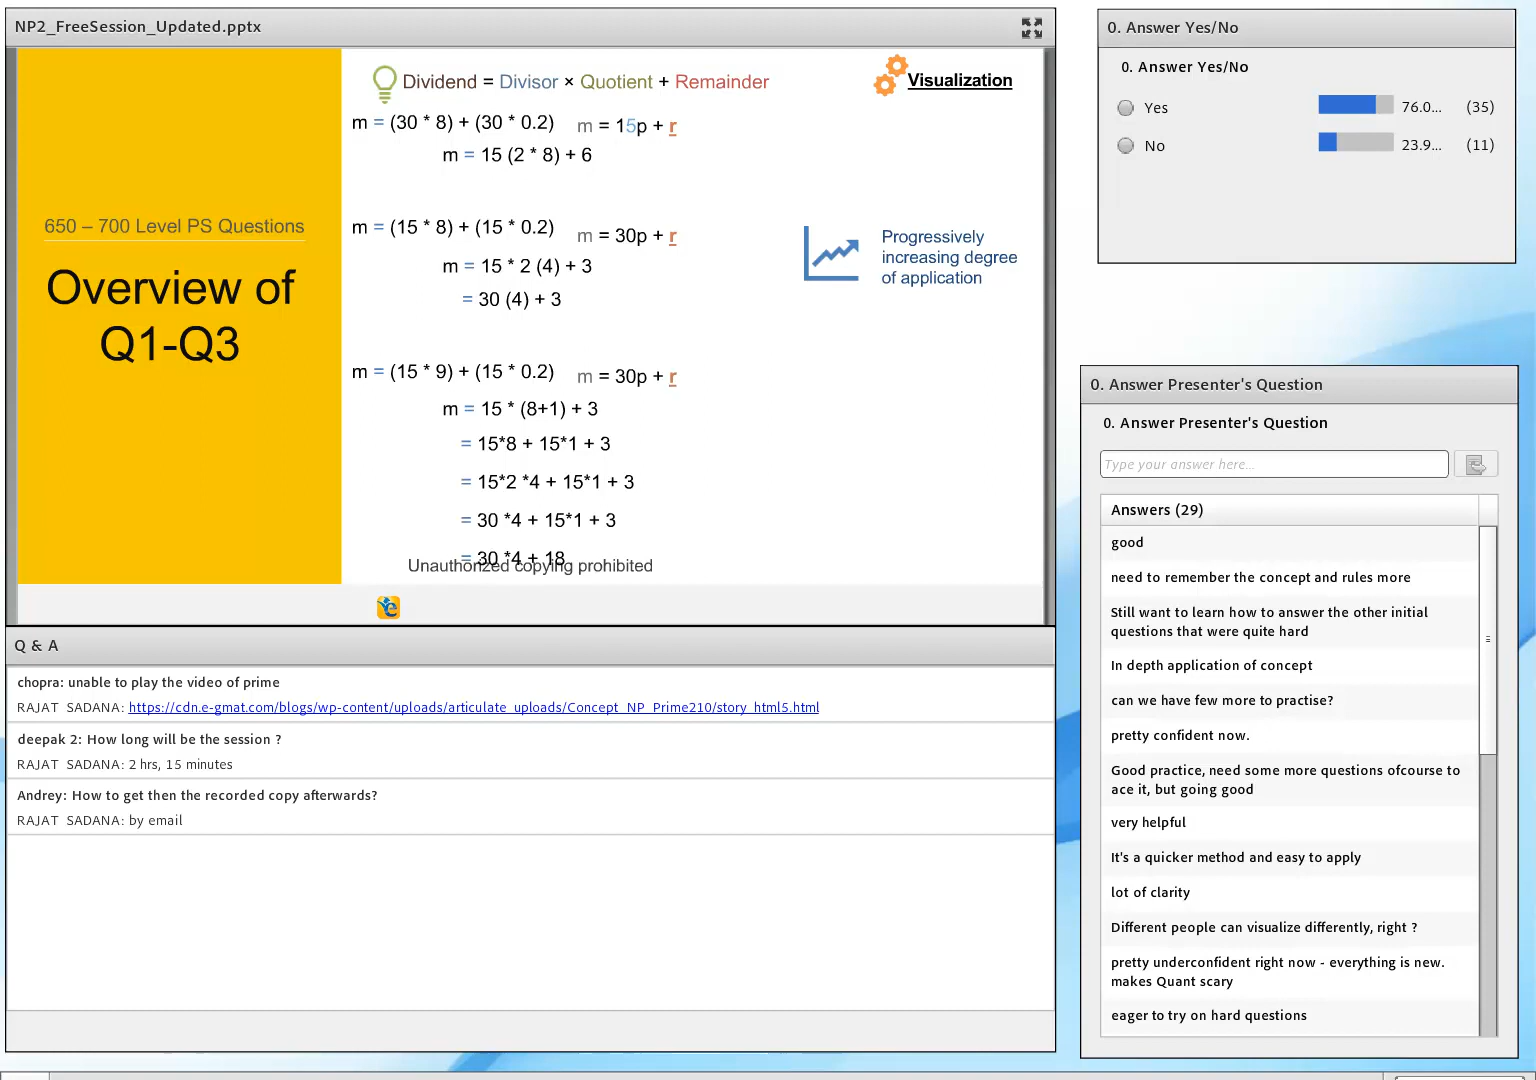 NP2_FreeSession_Updated.pptx
650 – 700 Level PS Questions
Overview of
Q1-Q3
Dividend = Divisor × Quotient + Remainder
Visualization
m = (30 * 8) + (30 * 0.2) m = 15p + r
m = 15 (2 * 8) + 6
m = (15 * 8) + (15 * 0.2) m = 30p + r
m = 15 * 2 (4) + 3
= 30 (4) + 3
Progressively
increasing degree
of application
m = (15 * 9) + (15 * 0.2) m = 30p + r
m = 15 * (8+1) + 3
= 15*8 + 15*1 + 3
= 15*2 *4 + 15*1 + 3
= 30 *4 + 15*1 + 3
= 30 *4 + 18
Unauthorized copying prohibited
Q & A
chopra: unable to play the video of prime
RAJAT SADANA: https://cdn.e-gmat.com/blogs/wp-content/uploads/articulate_uploads/Concept_NP_Prime210/story_html5.html
deepak 2: How long will be the session ?
RAJAT SADANA: 2 hrs, 15 minutes
Andrey: How to get then the recorded copy afterwards?
RAJAT SADANA: by email
0. Answer Yes/No
0. Answer Yes/No
Yes 76.0... (35)
No 23.9... (11)
0. Answer Presenter's Question
0. Answer Presenter's Question
Type your answer here...
Answers (29)
good
need to remember the concept and rules more
Still want to learn how to answer the other initial
questions that were quite hard
In depth application of concept
can we have few more to practise?
pretty confident now.
Good practice, need some more questions ofcourse to
ace it, but going good
very helpful
It's a quicker method and easy to apply
lot of clarity
Different people can visualize differently, right ?
pretty underconfident right now - everything is new.
makes Quant scary
eager to try on hard questions